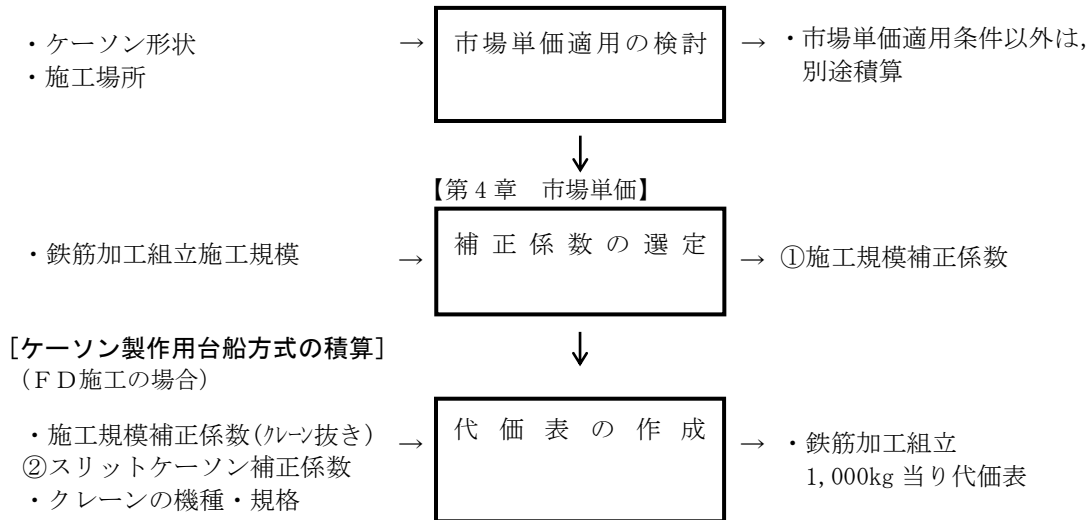 ・ケーソン形状 → 市場単価適用の検討 → ・市場単価適用条件以外は,
・施工場所 別途積算
↓
【第4章 市場単価】
・鉄筋加工組立施工規模 → 補正係数の選定 → ①施工規模補正係数
↓
[ケーソン製作用台船方式の積算]
(FD施工の場合)
・施工規模補正係数(クレーン抜き) → 代価表の作成 → ・鉄筋加工組立
②スリットケーソン補正係数 1,000kg当り代価表
・クレーンの機種・規格